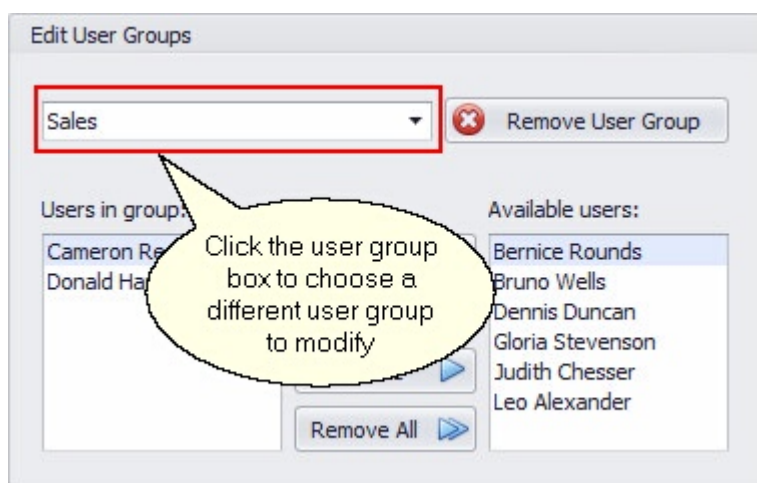 Edit User Groups
Sales
Remove User Group
Users in group:
Available users:
Cameron
Donald
Click the user group
box to choose a
different user group
to modify
Bernice Rounds
Bruno Wells
Dennis Duncan
Gloria Stevenson
Judith Chesser
Leo Alexander
Remove All